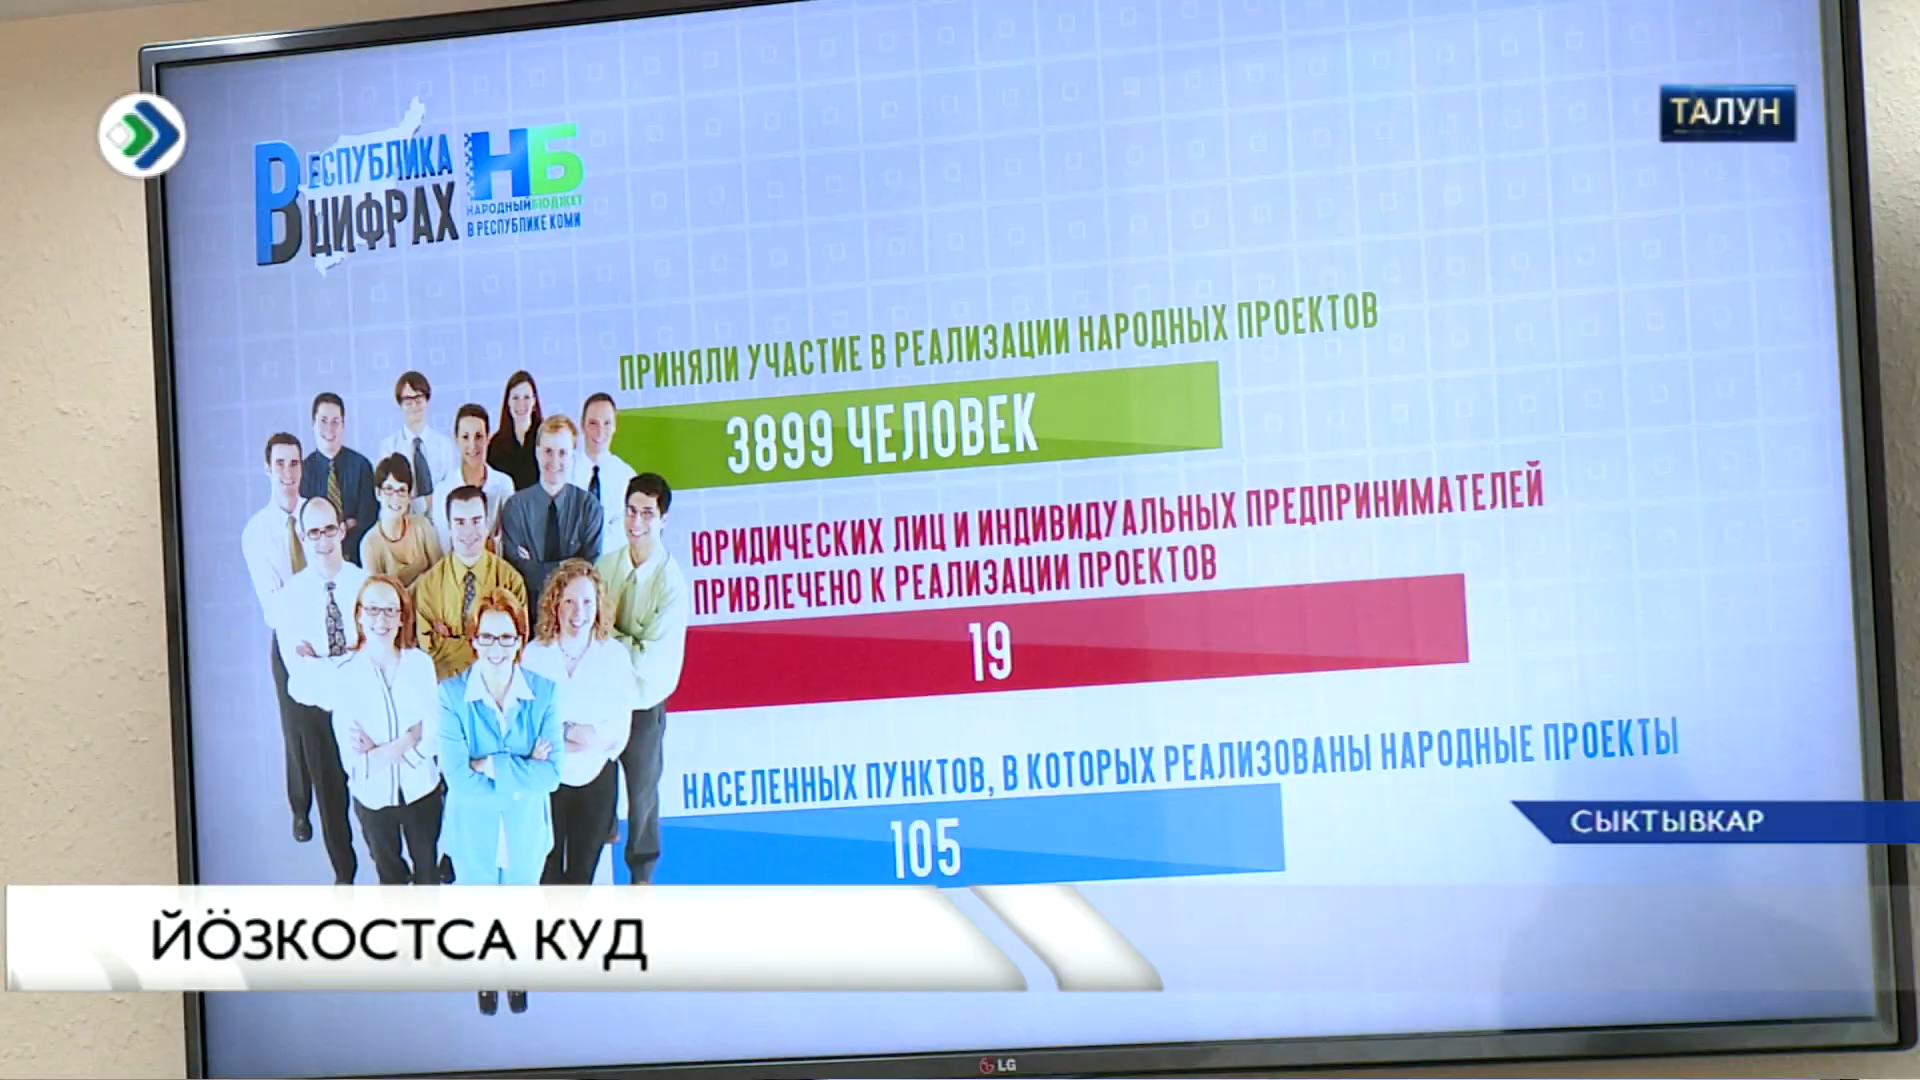 ТАЛУН
РЕСПУБЛИКА
В ЦИФРАХ
НБ
НАРОДНЫЙ БЮДЖЕТ
В РЕСПУБЛИКЕ КОМИ
ПРИНЯЛИ УЧАСТИЕ В РЕАЛИЗАЦИИ НАРОДНЫХ ПРОЕКТОВ
3899 ЧЕЛОВЕК
ЮРИДИЧЕСКИХ ЛИЦ И ИНДИВИДУАЛЬНЫХ ПРЕДПРИНИМАТЕЛЕЙ
ПРИВЛЕЧЕНО К РЕАЛИЗАЦИИ ПРОЕКТОВ
19
НАСЕЛЕННЫХ ПУНКТОВ, В КОТОРЫХ РЕАЛИЗОВАНЫ НАРОДНЫЕ ПРОЕКТЫ
105
СЫКТЫВКАР
ЙӦЗКОСТСА КУД
LG